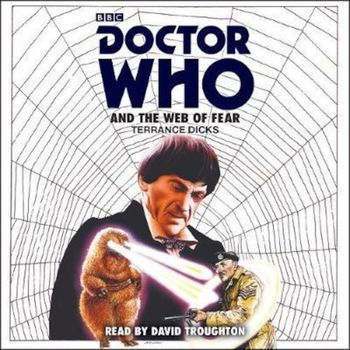 BBC
DOCTOR
WHO
AND THE WEB OF FEAR
TERRANCE DICKS
READ BY DAVID TROUGHTON